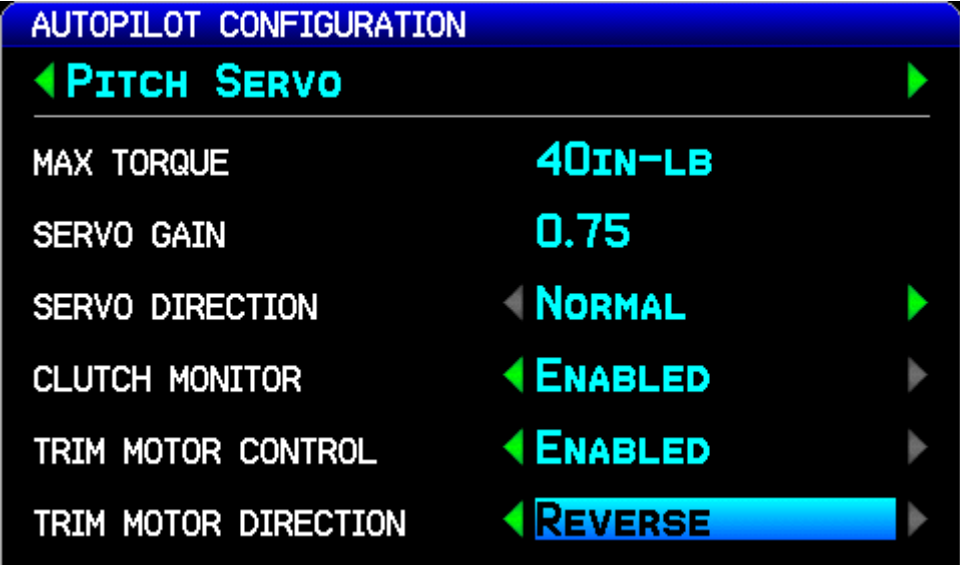 AUTOPILOT CONFIGURATION
PITCH SERVO
MAX TORQUE 40IN-LB
SERVO GAIN 0.75
SERVO DIRECTION NORMAL
CLUTCH MONITOR ENABLED
TRIM MOTOR CONTROL ENABLED
TRIM MOTOR DIRECTION REVERSE